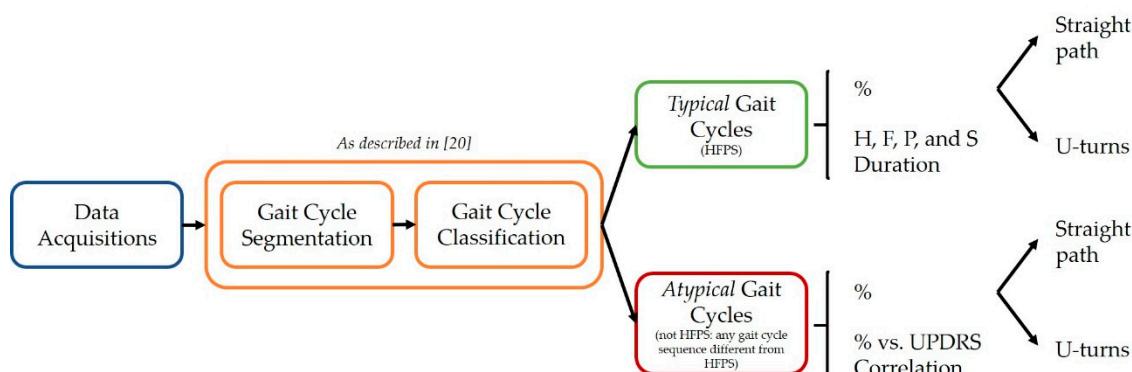 As described in [20]
Data
Acquisitions
Gait Cycle
Segmentation
Gait Cycle
Classification
Typical Gait
Cycles
(HFPS)
%
H, F, P, and S
Duration
Straight
path
U-turns
Atypical Gait
Cycles
(not HFPS: any gait cycle
sequence different from
HFPS)
%
% vs. UPDRS
Correlation
Straight
path
U-turns